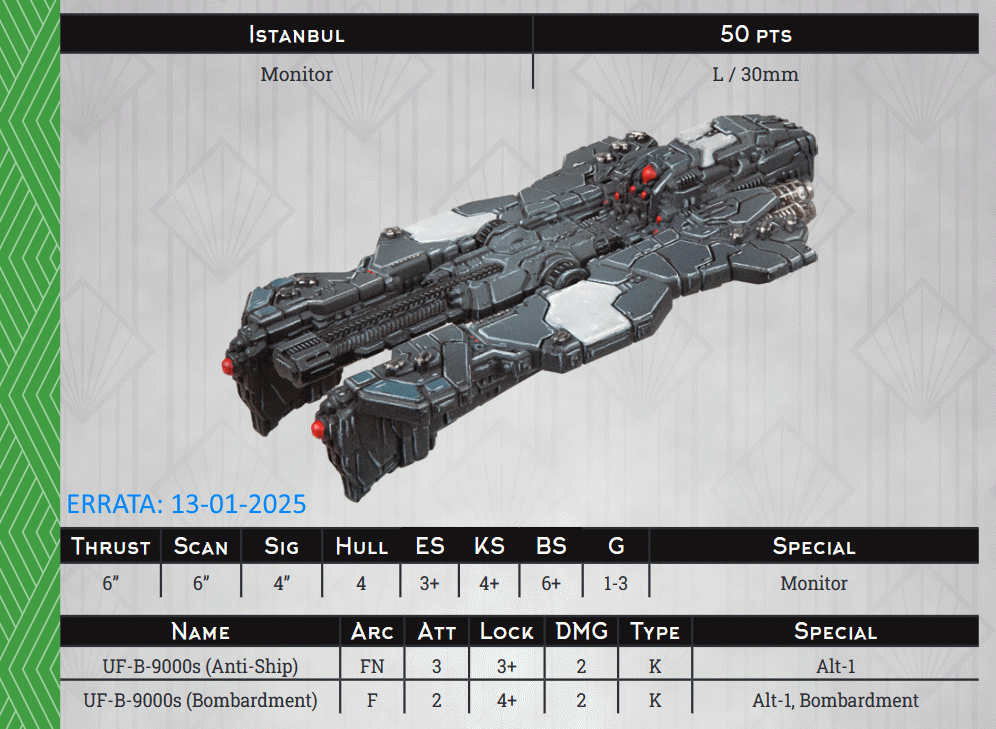 Istanbul 50 pts
Monitor L / 30mm
ERRATA: 13-01-2025
Thrust Scan Sig Hull ES KS BS G Special
6” 6” 4” 4 3+ 4+ 6+ 1-3 Monitor
Name Arc Att Lock DMG Type Special
UF-B-9000s (Anti-Ship) FN 3 3+ 2 K Alt-1
UF-B-9000s (Bombardment) F 2 4+ 2 K Alt-1, Bombardment